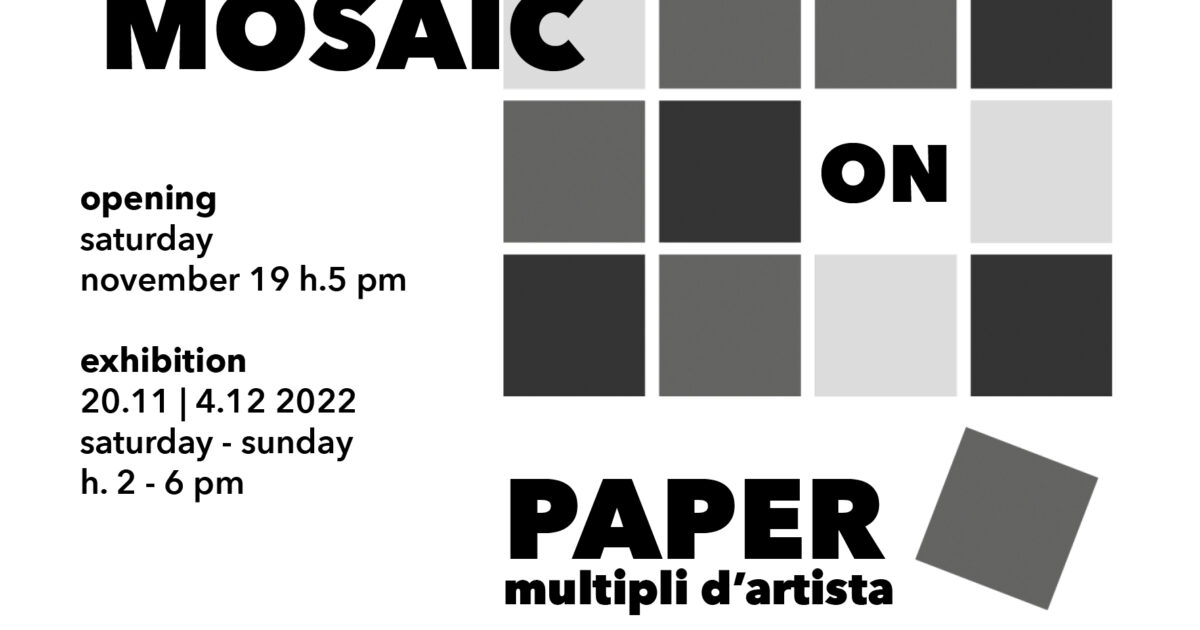 MOSAIC
ON
opening
saturday
november 19 h.5 pm
exhibition
20.11 | 4.12 2022
saturday - sunday
h. 2 - 6 pm
PAPER
multipli d’artista